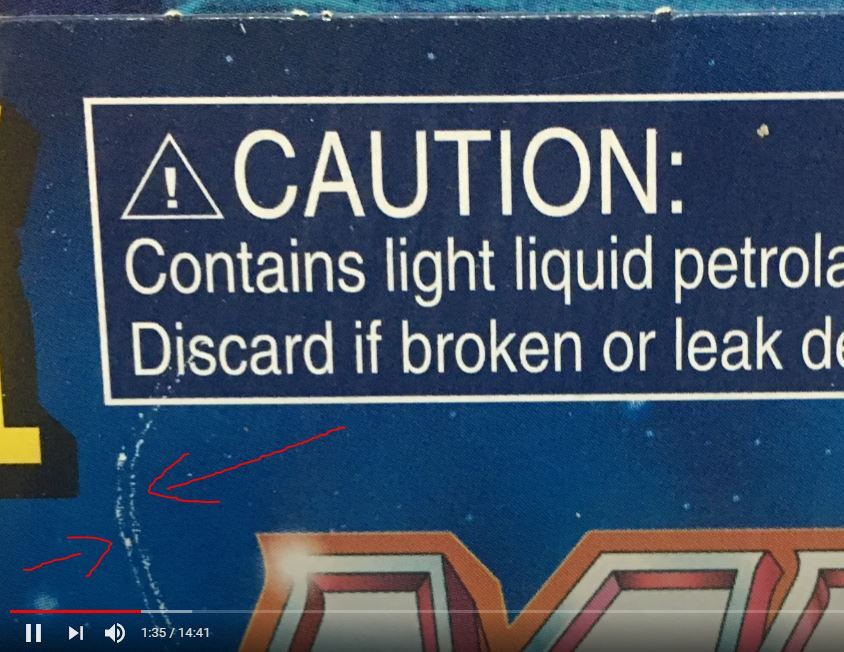 CAUTION:
Contains light liquid petrola
Discard if broken or leak de
1:35 / 14:41